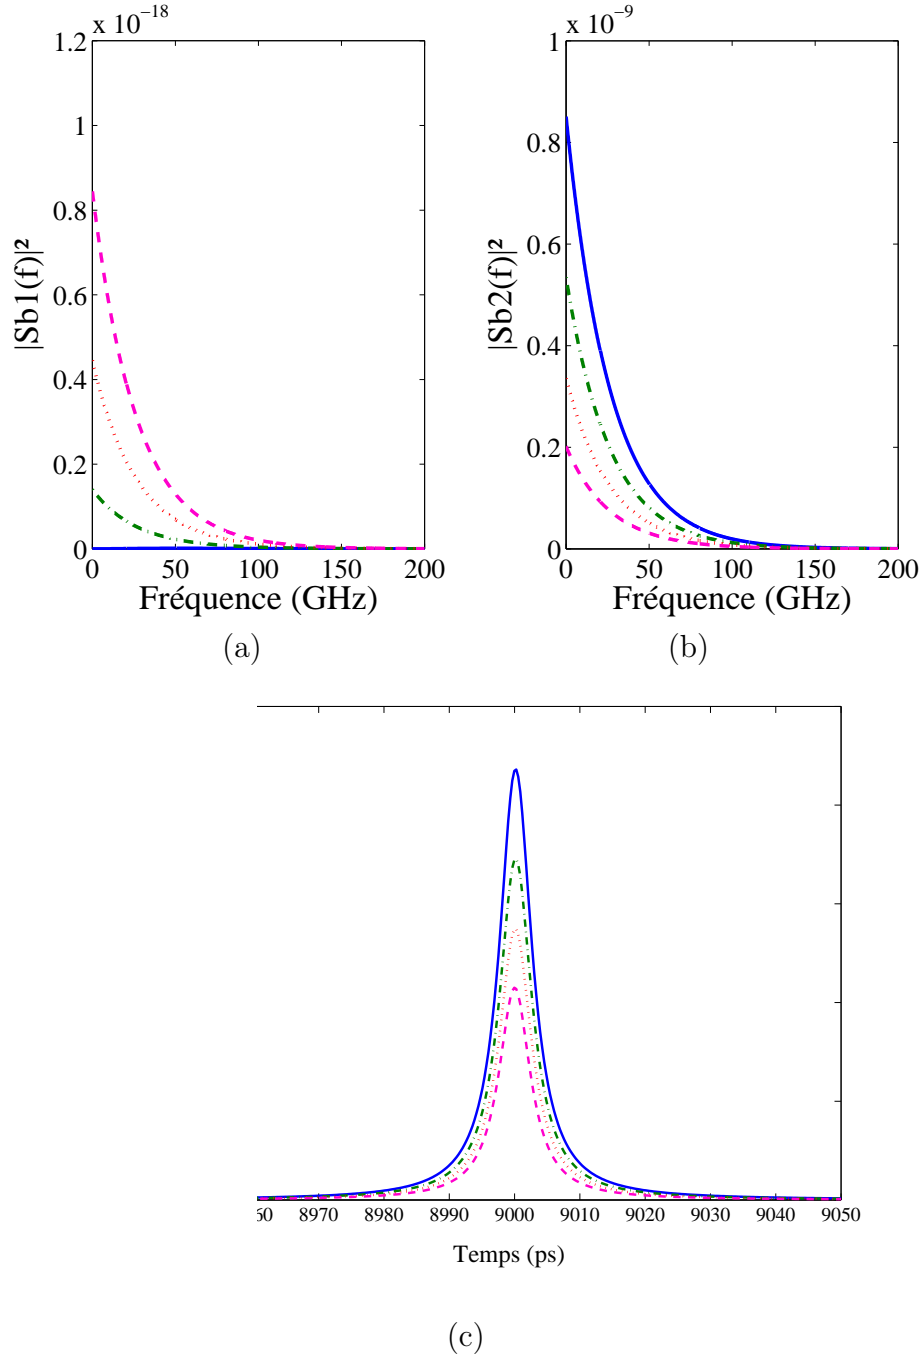 x 10⁻¹⁸
1.2
1
0.8
0.6
0.4
0.2
0
0 50 100 150 200
|Sb1(f)|²
Fréquence (GHz)
(a)
x 10⁻⁹
1
0.8
0.6
0.4
0.2
0
0 50 100 150 200
|Sb2(f)|²
Fréquence (GHz)
(b)
60 8970 8980 8990 9000 9010 9020 9030 9040 9050
Temps (ps)
(c)